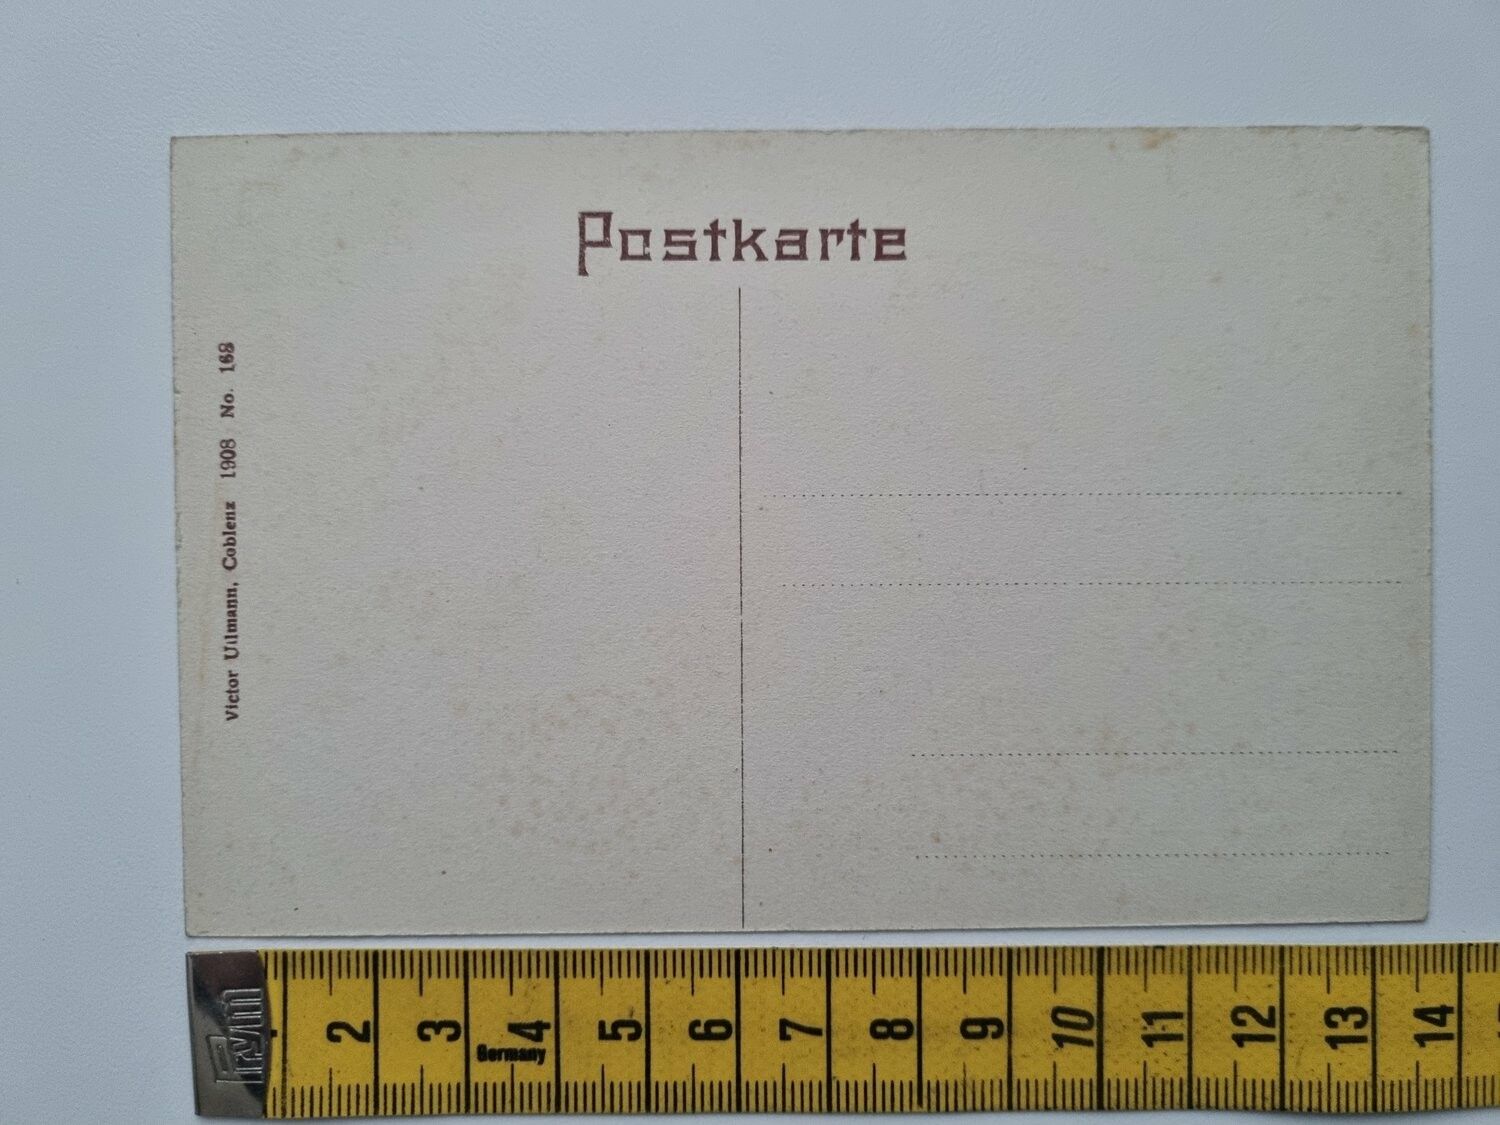 Postkarte
Victor Ullmann, Coblenz 1908 No. 168
Prym
2 3 4 5 6 7 8 9 10 11 12 13 14
Germany